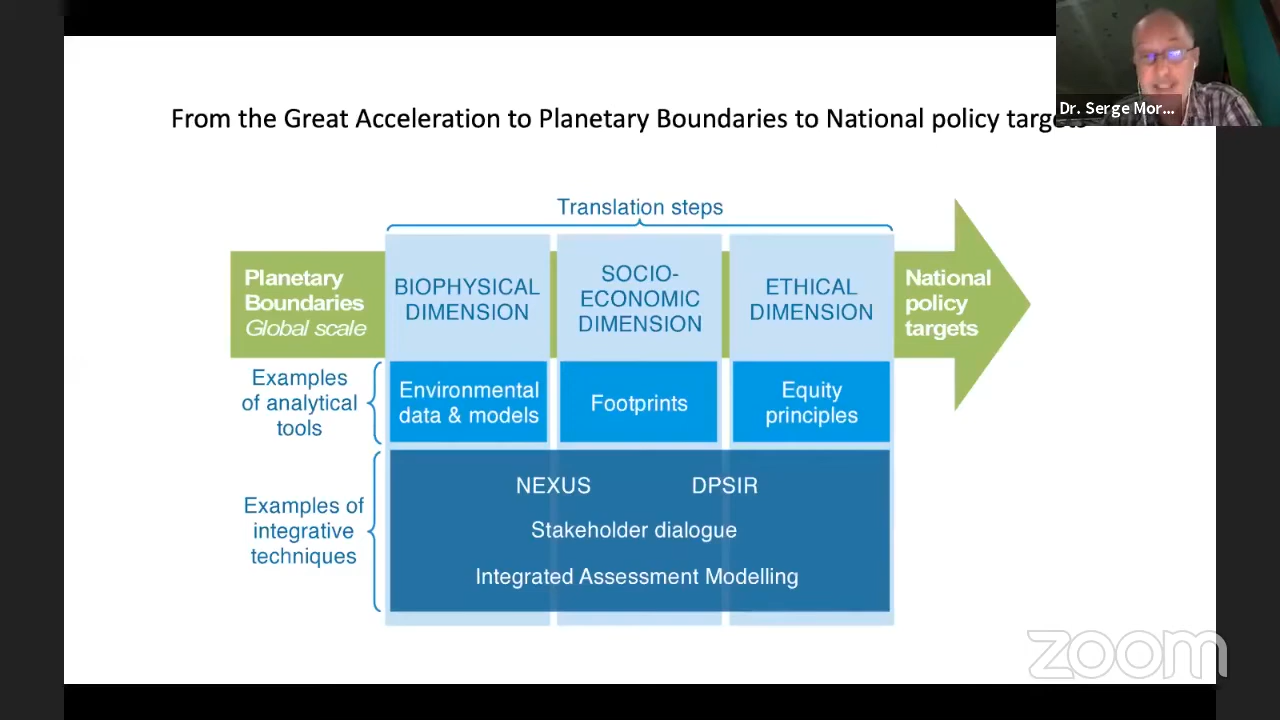 Dr. Serge Mor...
From the Great Acceleration to Planetary Boundaries to National policy targets
Translation steps
Planetary
Boundaries
Global scale
BIOPHYSICAL
DIMENSION
SOCIO-
ECONOMIC
DIMENSION
ETHICAL
DIMENSION
National
policy
targets
Examples
of analytical
tools
Environmental
data & models
Footprints
Equity
principles
Examples of
integrative
techniques
NEXUS DPSIR
Stakeholder dialogue
Integrated Assessment Modelling
zoom